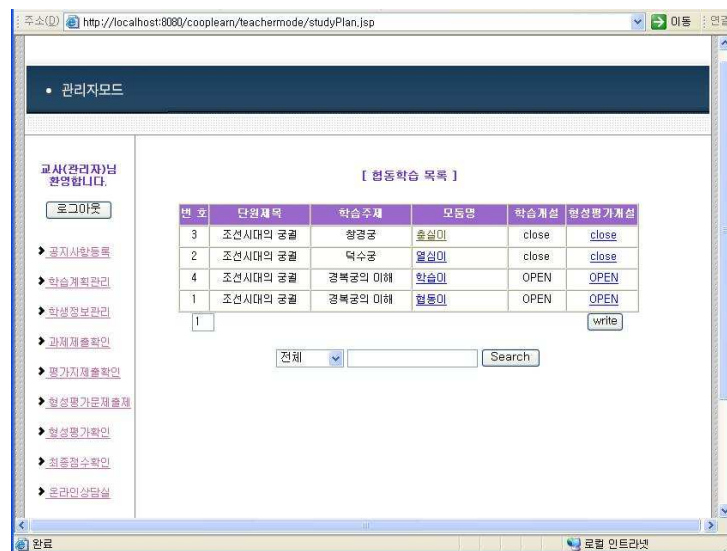 주소(D) http://localhost:8080/cooplearn/teachermode/studyPlan.jsp 이동 연결
• 관리자모드
교사(관리자)님
환영합니다.
로그아웃
공지사항등록
학습계획관리
학생정보관리
과제제출확인
평가지제출확인
형성평가문제출제
형성평가확인
최종점수확인
온라인상담실
[ 협동학습 목록 ]
번 호 단원제목 학습주제 모둠명 학습개설 형성평가개설
3 조선시대의 궁궐 창경궁 충실이 close close
2 조선시대의 궁궐 덕수궁 열심이 close close
4 조선시대의 궁궐 경복궁의 이해 학습이 OPEN OPEN
1 조선시대의 궁궐 경복궁의 이해 협동이 OPEN OPEN
1 write
전체 Search
완료 로컬 인트라넷